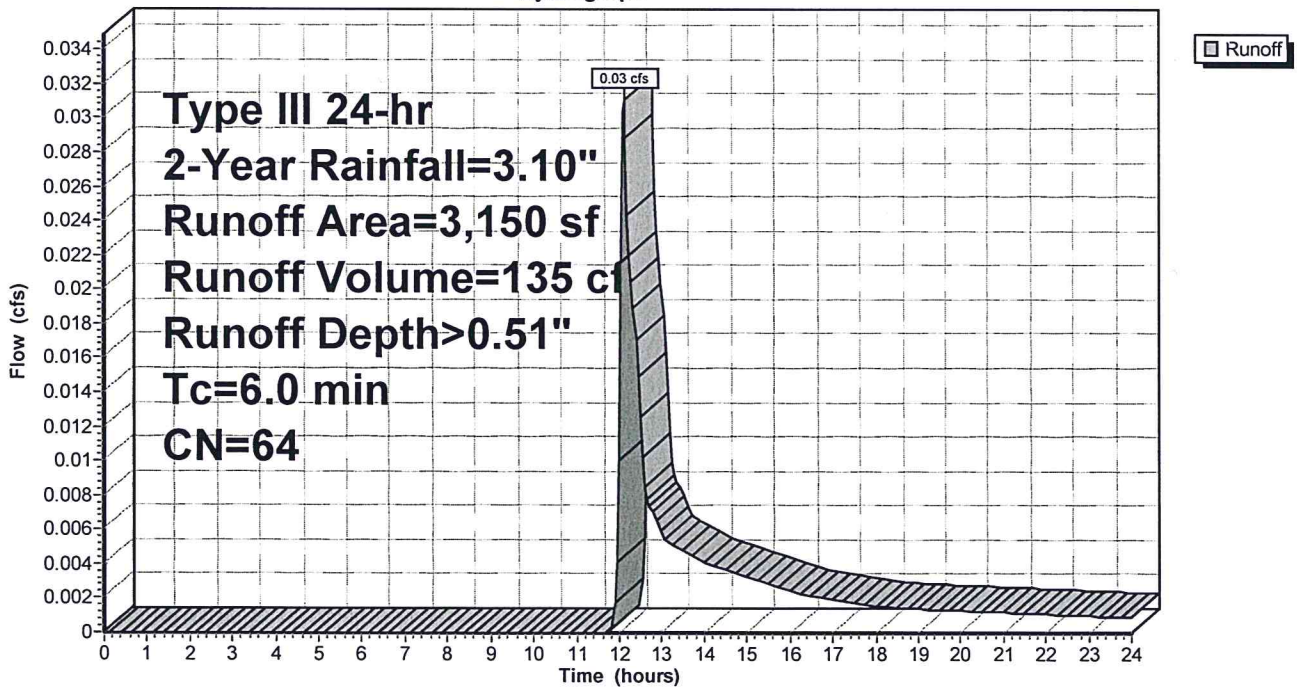 0.03 cfs
Runoff
Type III 24-hr
2-Year Rainfall=3.10"
Runoff Area=3,150 sf
Runoff Volume=135 cf
Runoff Depth>0.51"
Tc=6.0 min
CN=64
Flow (cfs)
0.034
0.032
0.03
0.028
0.026
0.024
0.022
0.02
0.018
0.016
0.014
0.012
0.01
0.008
0.006
0.004
0.002
0
0 1 2 3 4 5 6 7 8 9 10 11 12 13 14 15 16 17 18 19 20 21 22 23 24
Time (hours)